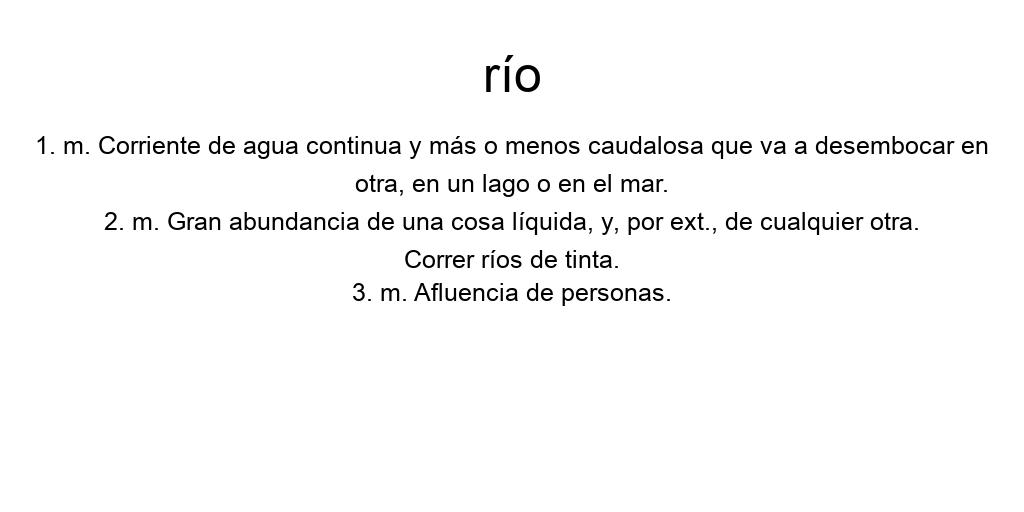 río
1. m. Corriente de agua continua y más o menos caudalosa que va a desembocar en
otra, en un lago o en el mar.
2. m. Gran abundancia de una cosa líquida, y, por ext., de cualquier otra.
Correr ríos de tinta.
3. m. Afluencia de personas.